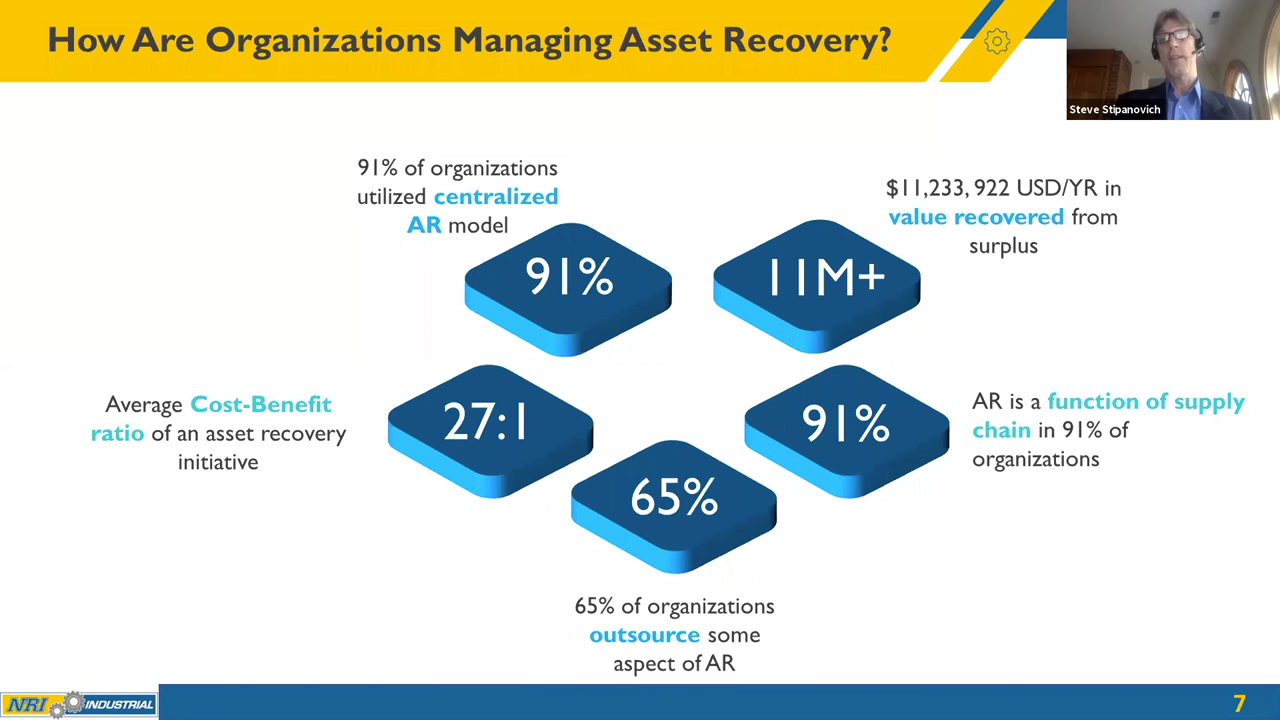 How Are Organizations Managing Asset Recovery?
Steve Stipanovich
91% of organizations
utilized centralized
AR model
91%
$11,233, 922 USD/YR in
value recovered from
surplus
11M+
Average Cost-Benefit
ratio of an asset recovery
initiative
27:1
91%
AR is a function of supply
chain in 91% of
organizations
65%
65% of organizations
outsource some
aspect of AR
NRI INDUSTRIAL
7